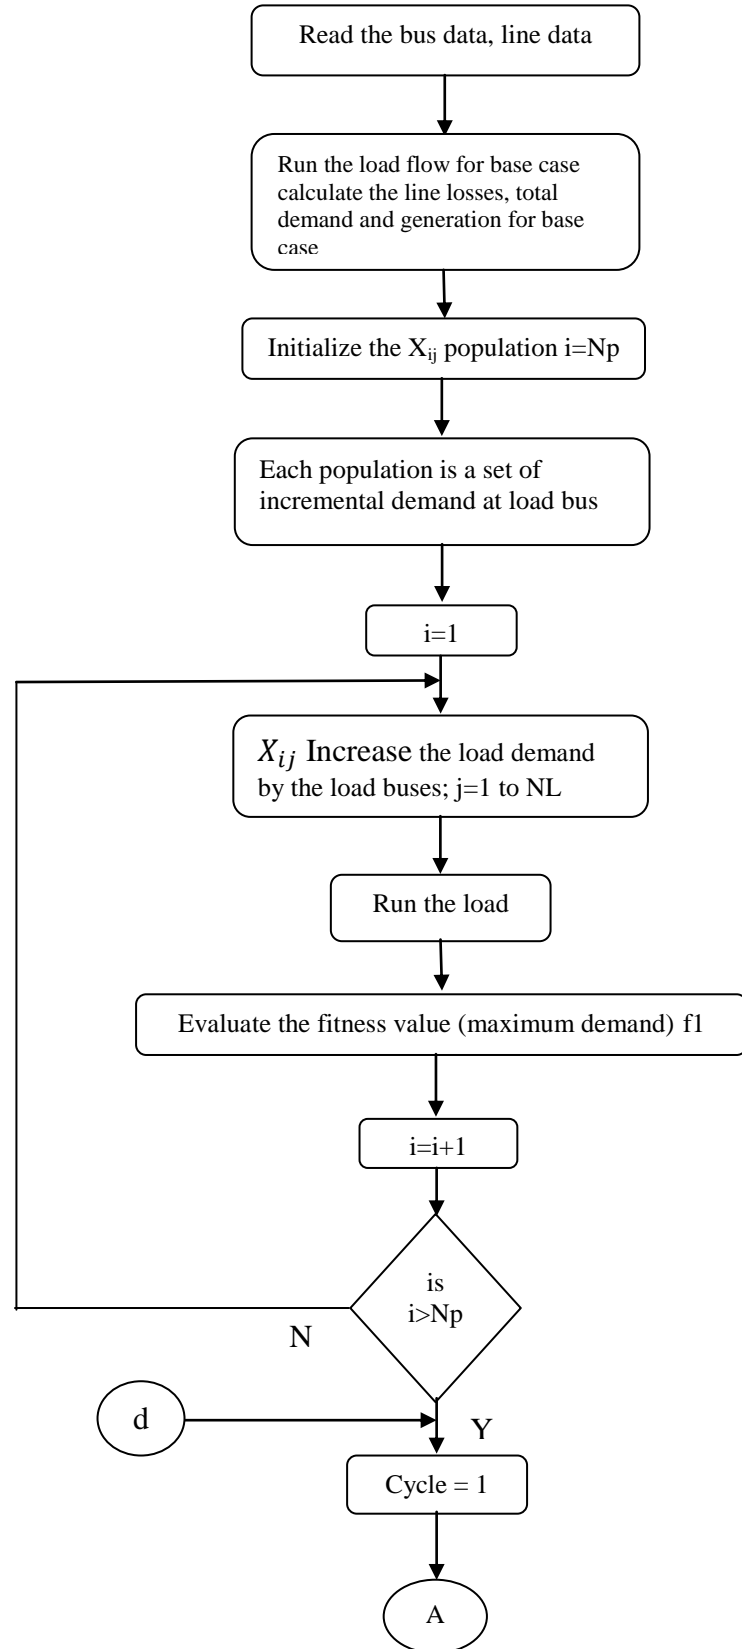 Read the bus data, line data
Run the load flow for base case
calculate the line losses, total
demand and generation for base
case
Initialize the Xᵢⱼ population i=Np
Each population is a set of
incremental demand at load bus
i=1
𝑋𝑖𝑗 Increase the load demand
by the load buses; j=1 to NL
Run the load
Evaluate the fitness value (maximum demand) f1
i=i+1
is
i>Np
N
d
Y
Cycle = 1
A